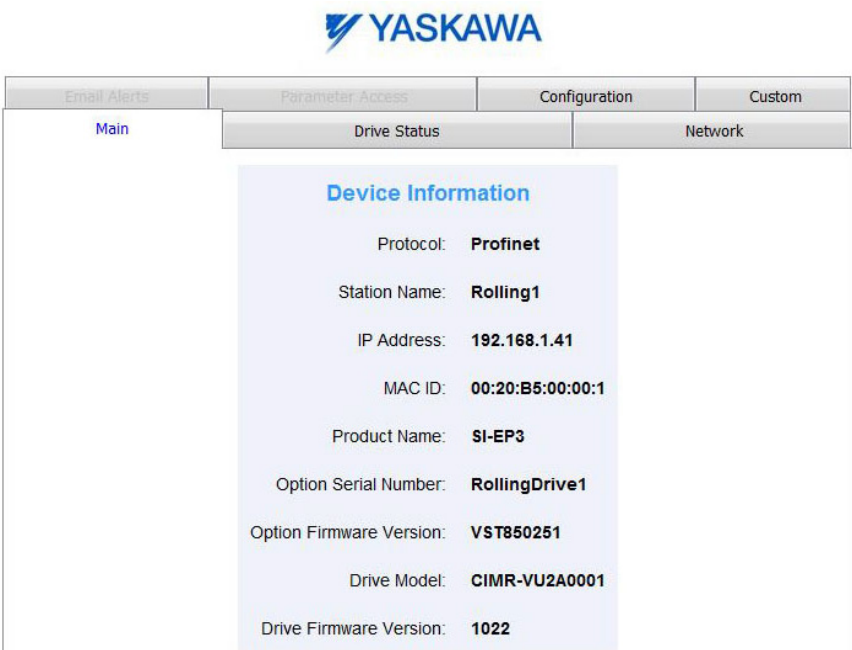 YASKAWA
Email Alerts Parameter Access Configuration Custom
Main Drive Status Network
Device Information
Protocol: Profinet
Station Name: Rolling1
IP Address: 192.168.1.41
MAC ID: 00:20:B5:00:00:1
Product Name: SI-EP3
Option Serial Number: RollingDrive1
Option Firmware Version: VST850251
Drive Model: CIMR-VU2A0001
Drive Firmware Version: 1022